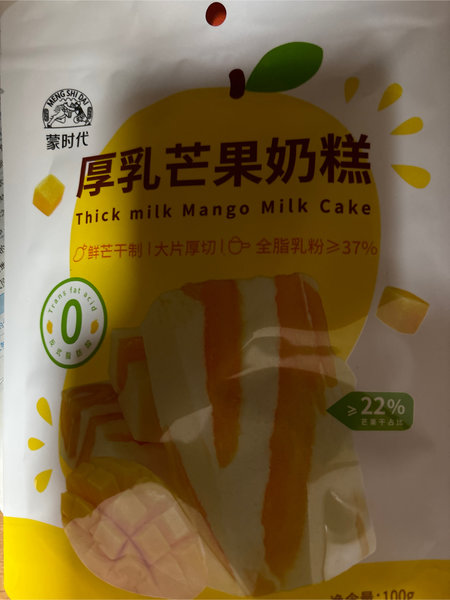 MENG SHI DAI
蒙时代
厚乳芒果奶糕
Thick milk Mango Milk Cake
鲜芒干制 | 大片厚切 | 全脂乳粉≥37%
Trans fat acid
0
反式脂肪酸
≥22%
芒果干占比
净含量:100g